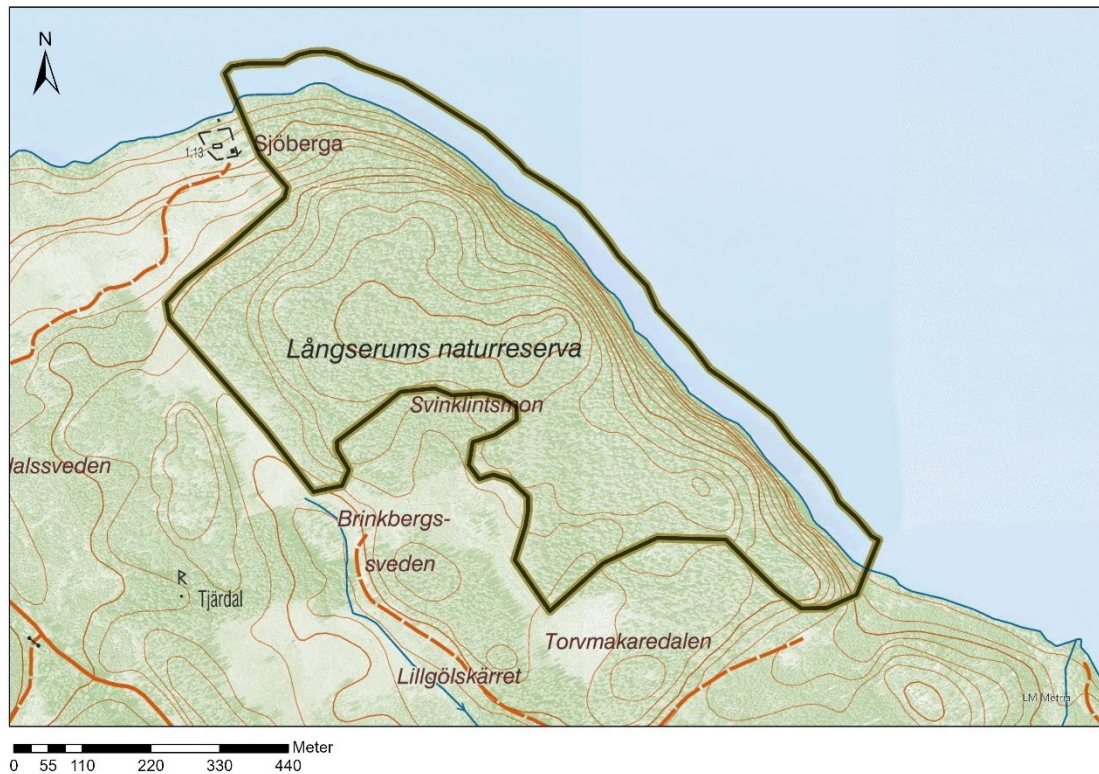 N
Sjöberga
1:13
Långserums naturreserva
Svinklintsmon
lalssveden
Brinkbergs-
sveden
R
Tjärdal
Torvmakaredalen
Lillgölskärret
LM Metria
Meter
0 55 110 220 330 440